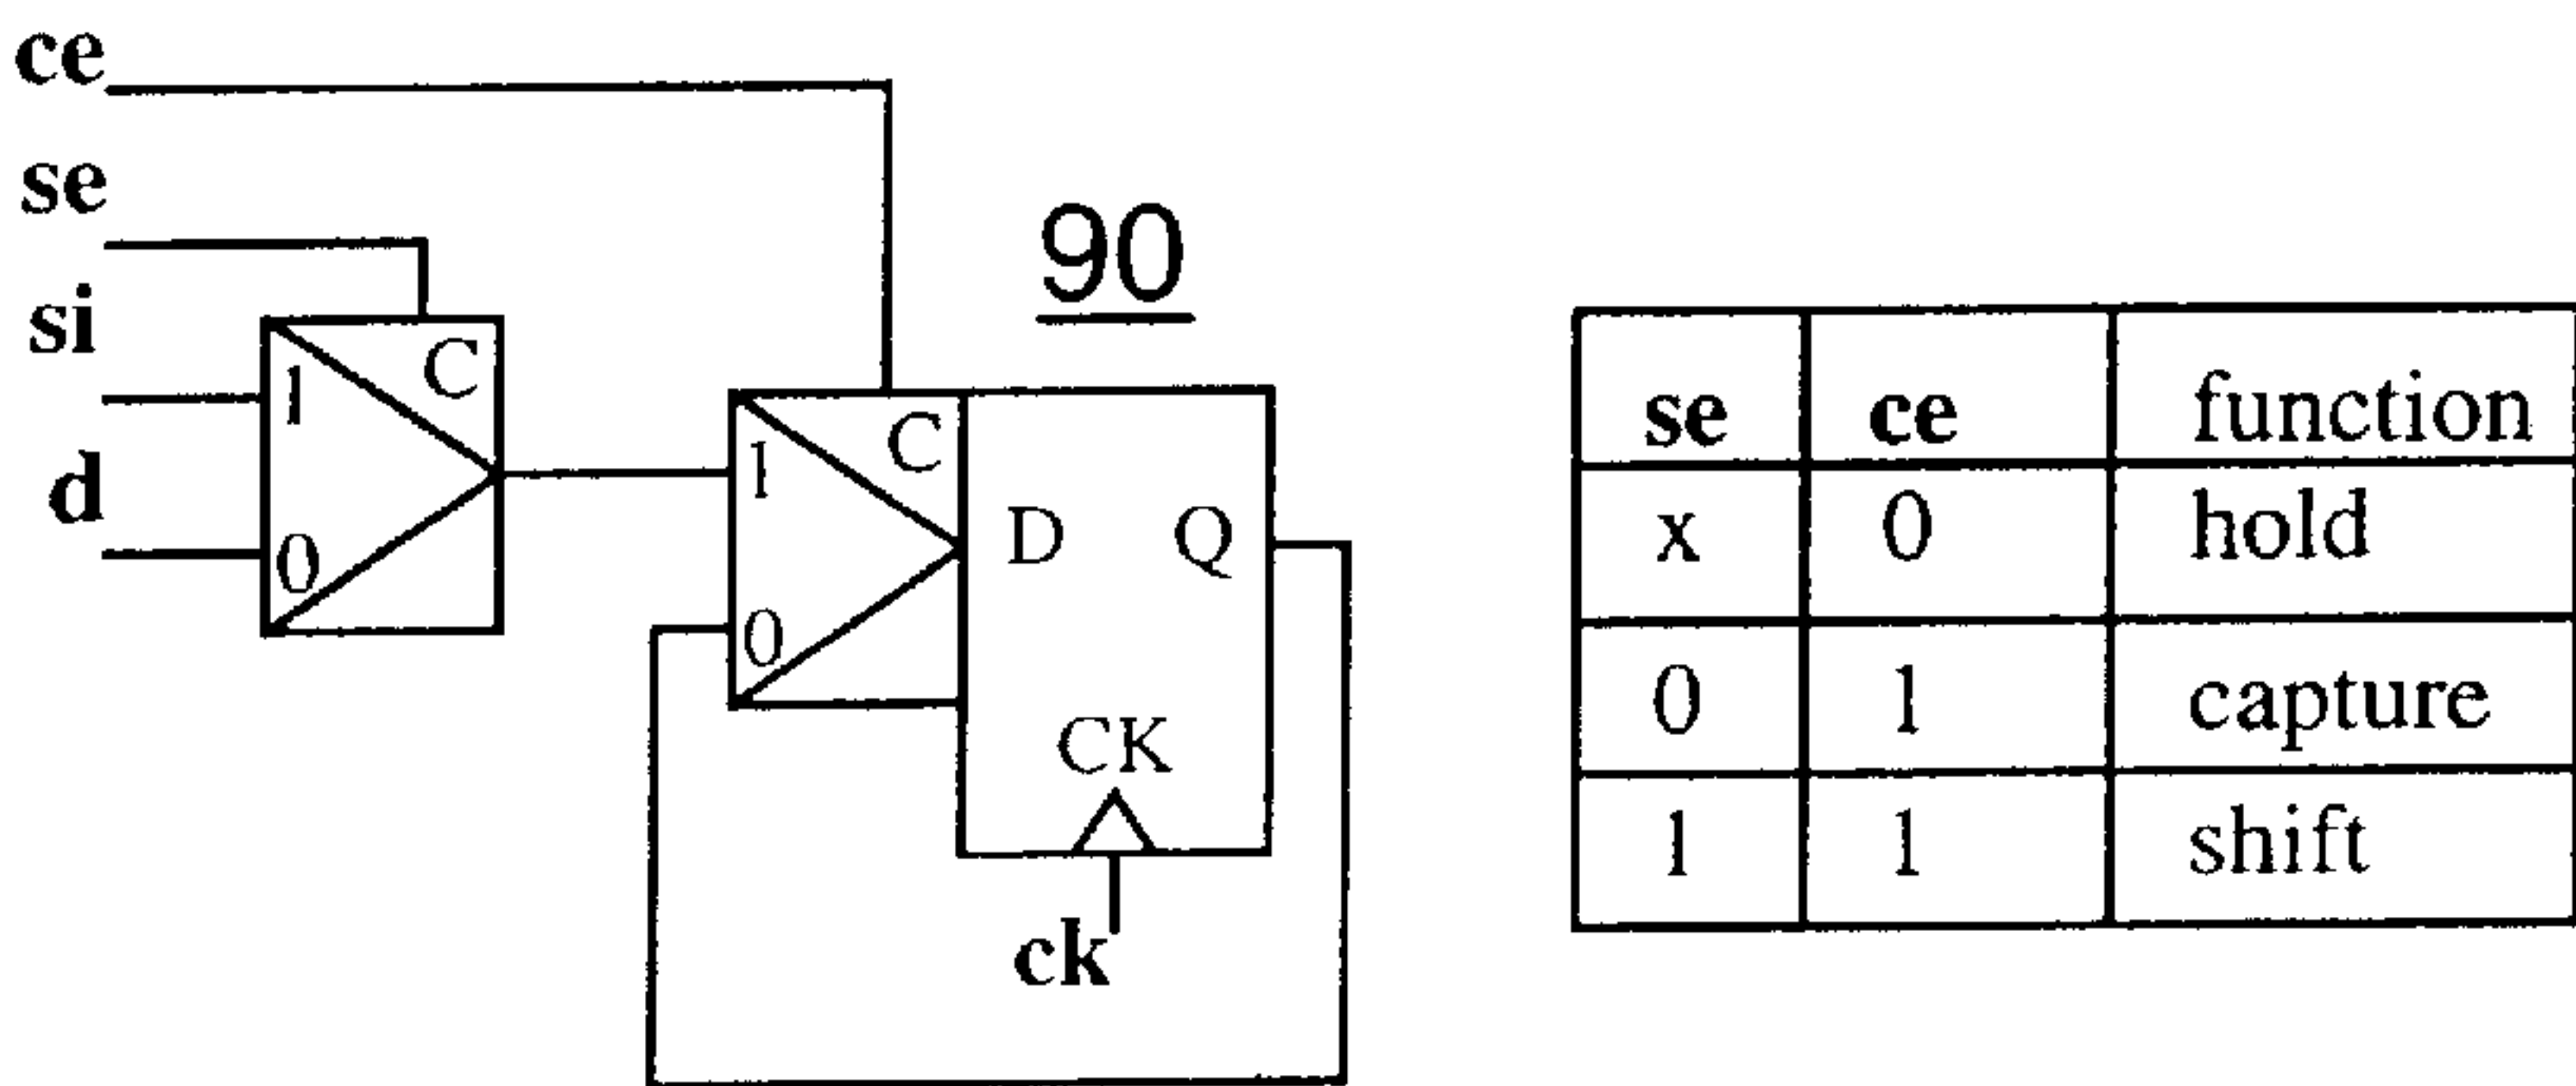 ce
se
si
d
1
C
0
90
1
C
0
D Q
CK
ck
se ce function
x 0 hold
0 1 capture
1 1 shift